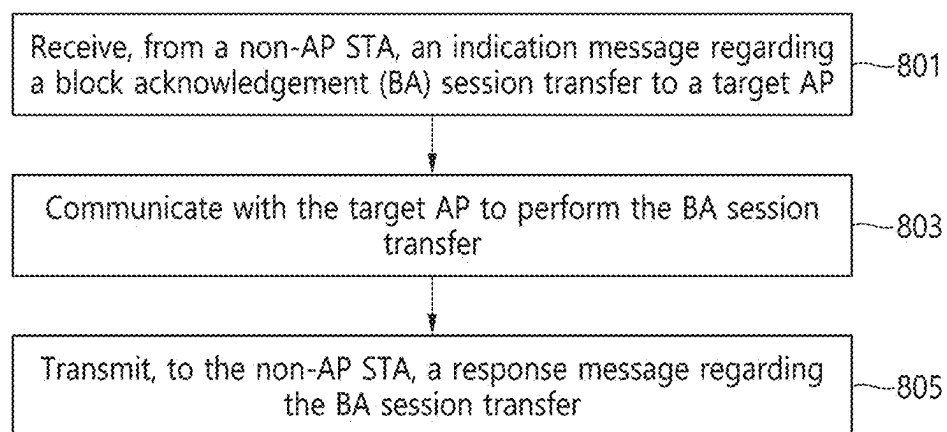 Receive, from a non-AP STA, an indication message regarding
a block acknowledgement (BA) session transfer to a target AP
801
Communicate with the target AP to perform the BA session
transfer
803
Transmit, to the non-AP STA, a response message regarding
the BA session transfer
805